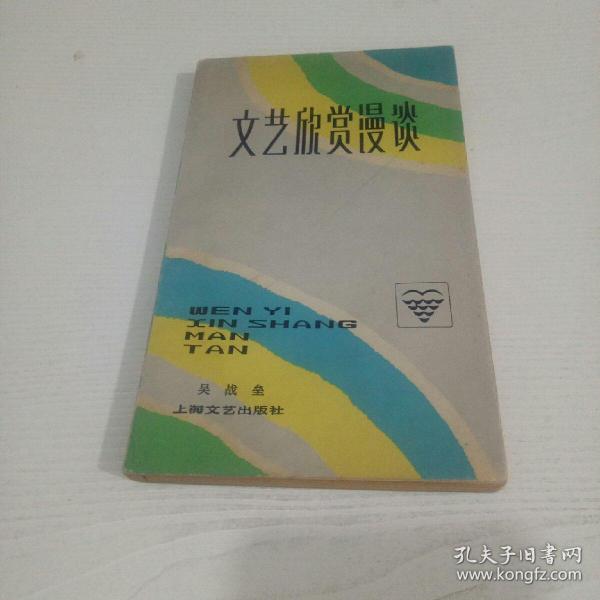 文艺欣赏漫谈
WEN YI
XIN SHANG
MAN
TAN
吴战垒
上海文艺出版社
孔夫子旧书网
www.kongfz.com